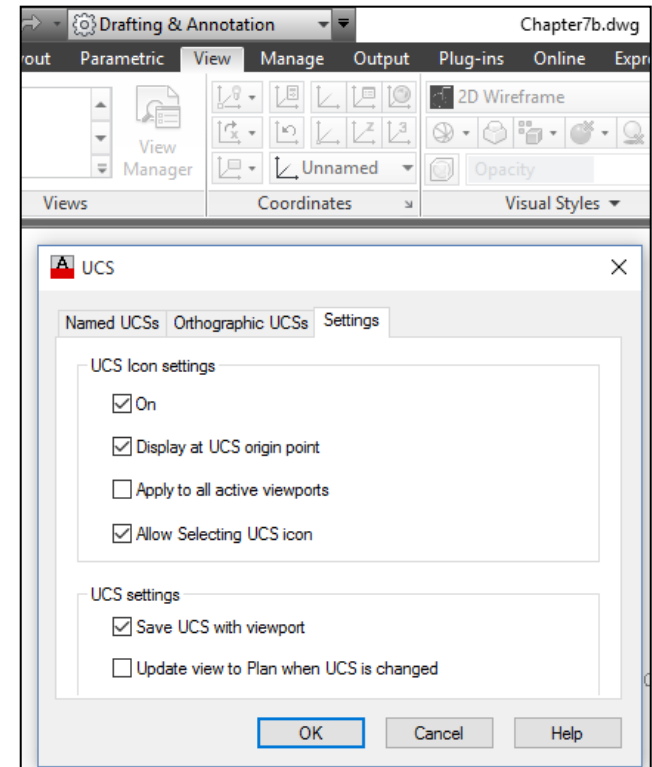 Drafting & Annotation
Chapter7b.dwg
Parametric View Manage Output Plug-ins Online
View
Manager
Unnamed
2D Wireframe
Opacity
Views
Coordinates
Visual Styles
A UCS
Named UCSs Orthographic UCSs Settings
UCS Icon settings
On
Display at UCS origin point
Apply to all active viewports
Allow Selecting UCS icon
UCS settings
Save UCS with viewport
Update view to Plan when UCS is changed
OK Cancel Help